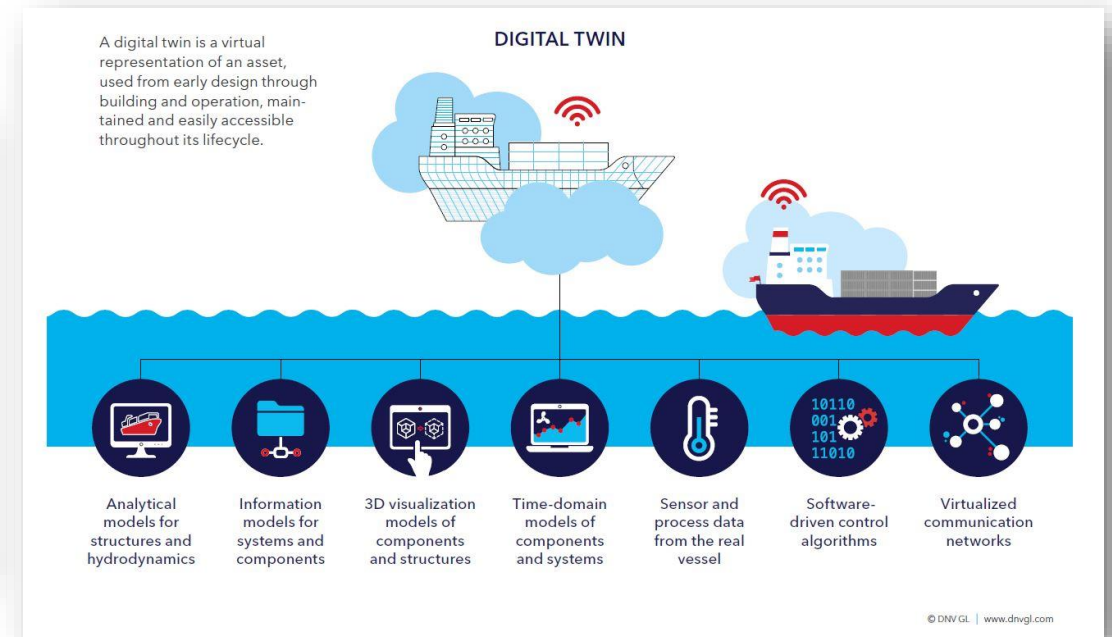 A digital twin is a virtual
representation of an asset,
used from early design through
building and operation, main-
tained and easily accessible
throughout its lifecycle.
DIGITAL TWIN
10110
001
101
11010
Analytical
models for
structures and
hydrodynamics
Information
models for
systems and
components
3D visualization
models of
components
and structures
Time-domain
models of
components
and systems
Sensor and
process data
from the real
vessel
Software-
driven control
algorithms
Virtualized
communication
networks
© DNV GL | www.dnvgl.com